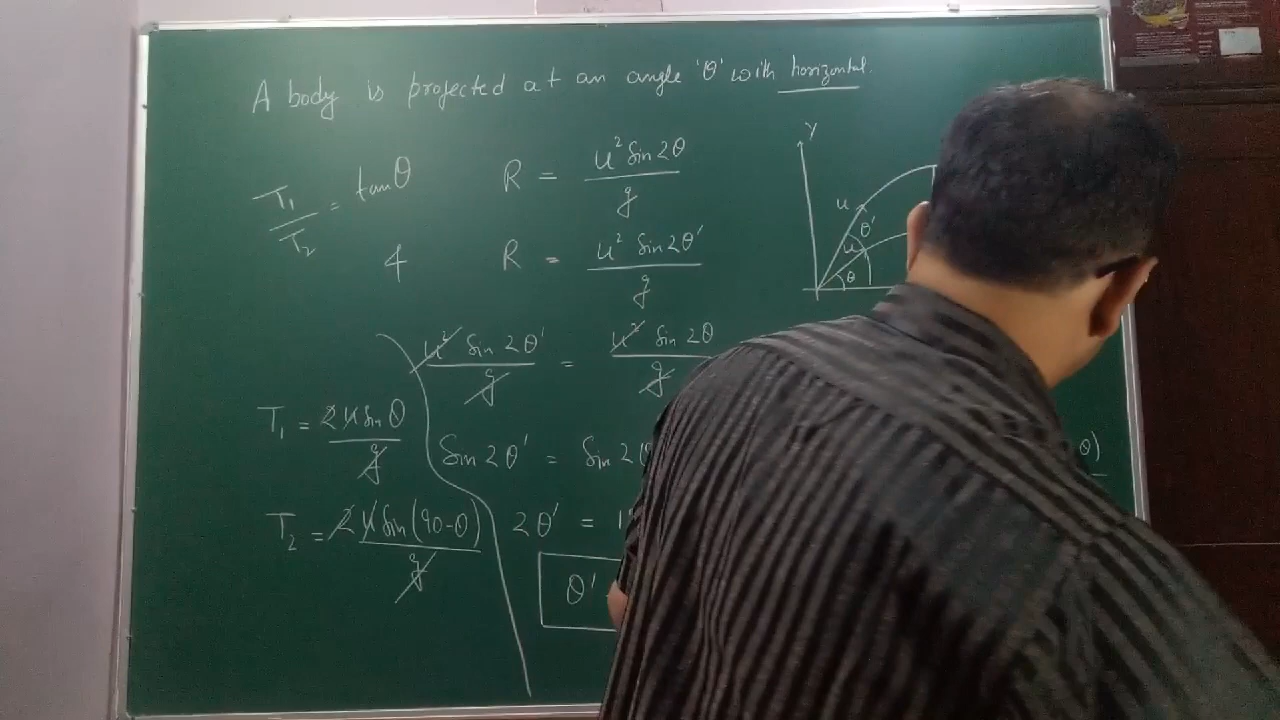 A body is projected at an angle 'θ' with horizontal.
T₁/T₂ = tanθ
R = u² Sin 2θ / g
4 R = u² Sin 2θ' / g
Y
u
θ'
u
θ
u² Sin 2θ' / g = u² Sin 2θ / g
T₁ = 2u Sin θ / g
Sin 2θ' = Sin 2(
θ)
T₂ = 2u Sin(90-θ) / g
2θ' = 1
θ'